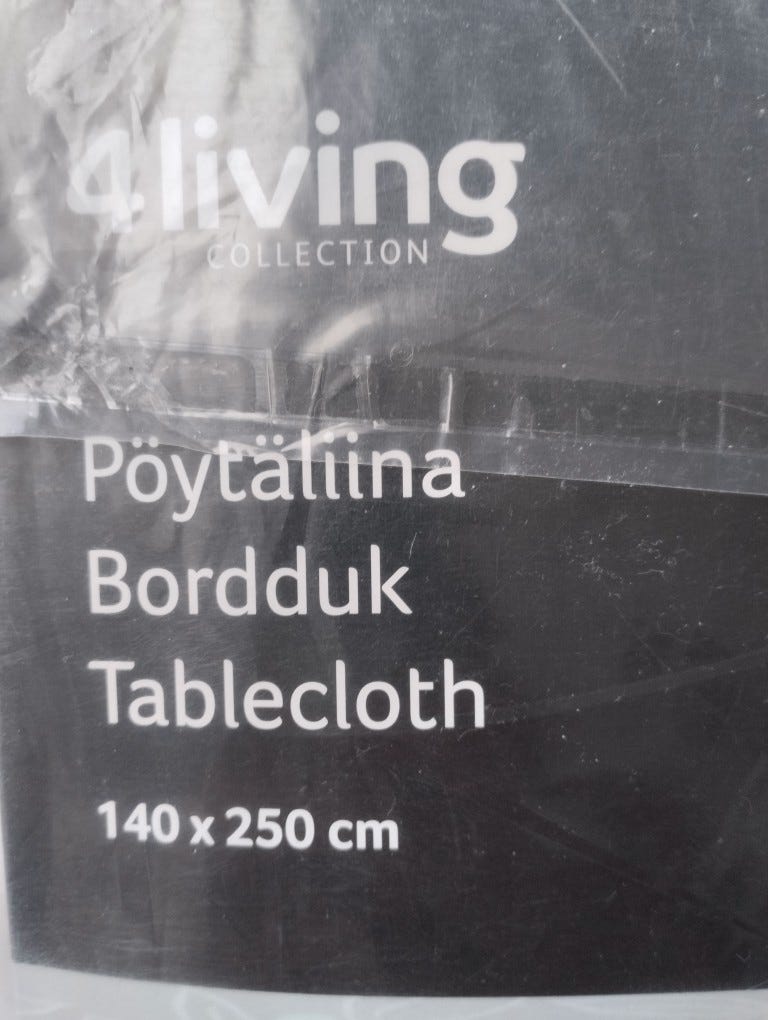 4living
COLLECTION
Pöytäliina
Bordduk
Tablecloth
140 x 250 cm